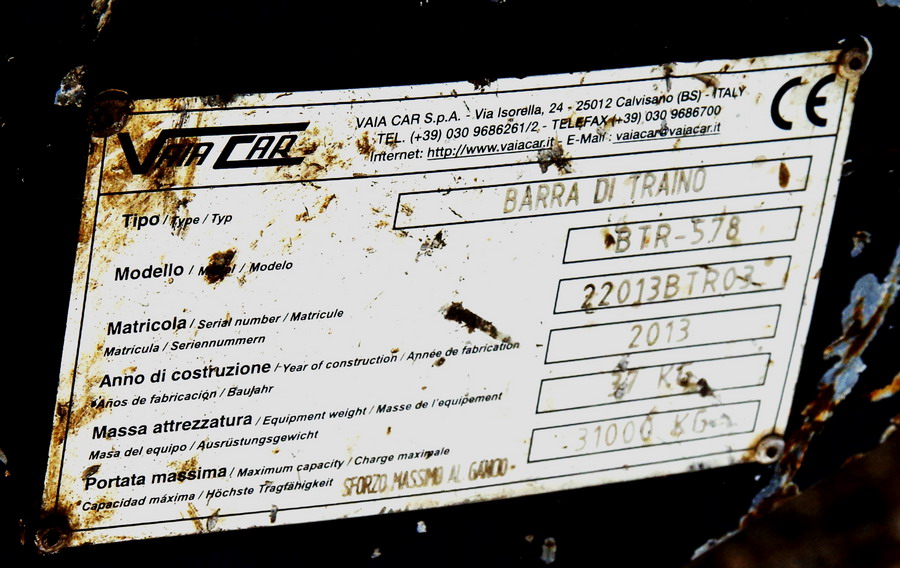 VAIA CAR
VAIA CAR S.p.A. - Via Isorella, 24 - 25012 Calvisano (BS) - ITALY
TEL. (+39) 030 9686261/2 - TELEFAX (+39) 030 9686700
Internet: http://www.vaiacar.it - E-Mail : vaiacar@vaiacar.it
CE
Tipo / Type / Typ
BARRA DI TRAINO
Modello / / Modelo
BTR-578
Matricola / Serial number / Matricule
Matricula / Seriennummern
22013BTR03
Anno di costruzione / Year of construction / Année de fabrication
Años de fabricación / Baujahr
2013
Massa attrezzatura / Equipment weight / Masse de l'equipement
Masa del equipo / Ausrüstungsgewicht
KG
Portata massima / Maximum capacity / Charge maximale
Capacidad máxima / Höchste Tragfähigkeit
SFORZO MASSIMO AL GANCIO-
31000 KG